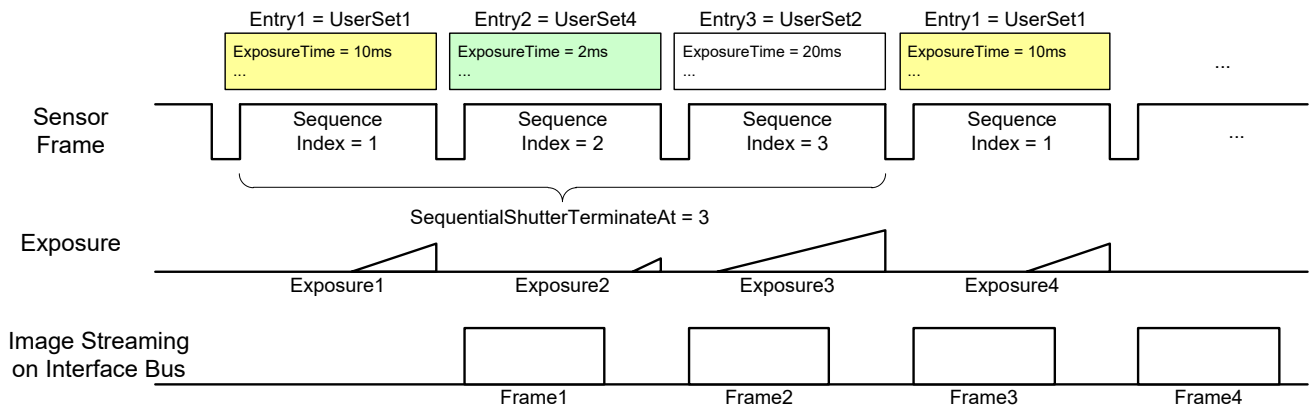 Entry1 = UserSet1
Entry2 = UserSet4
Entry3 = UserSet2
Entry1 = UserSet1
ExposureTime = 10ms
...
ExposureTime = 2ms
...
ExposureTime = 20ms
...
ExposureTime = 10ms
...
...
Sensor
Frame
Sequence
Index = 1
Sequence
Index = 2
Sequence
Index = 3
Sequence
Index = 1
...
SequentialShutterTerminateAt = 3
Exposure
Exposure1
Exposure2
Exposure3
Exposure4
Image Streaming
on Interface Bus
Frame1
Frame2
Frame3
Frame4